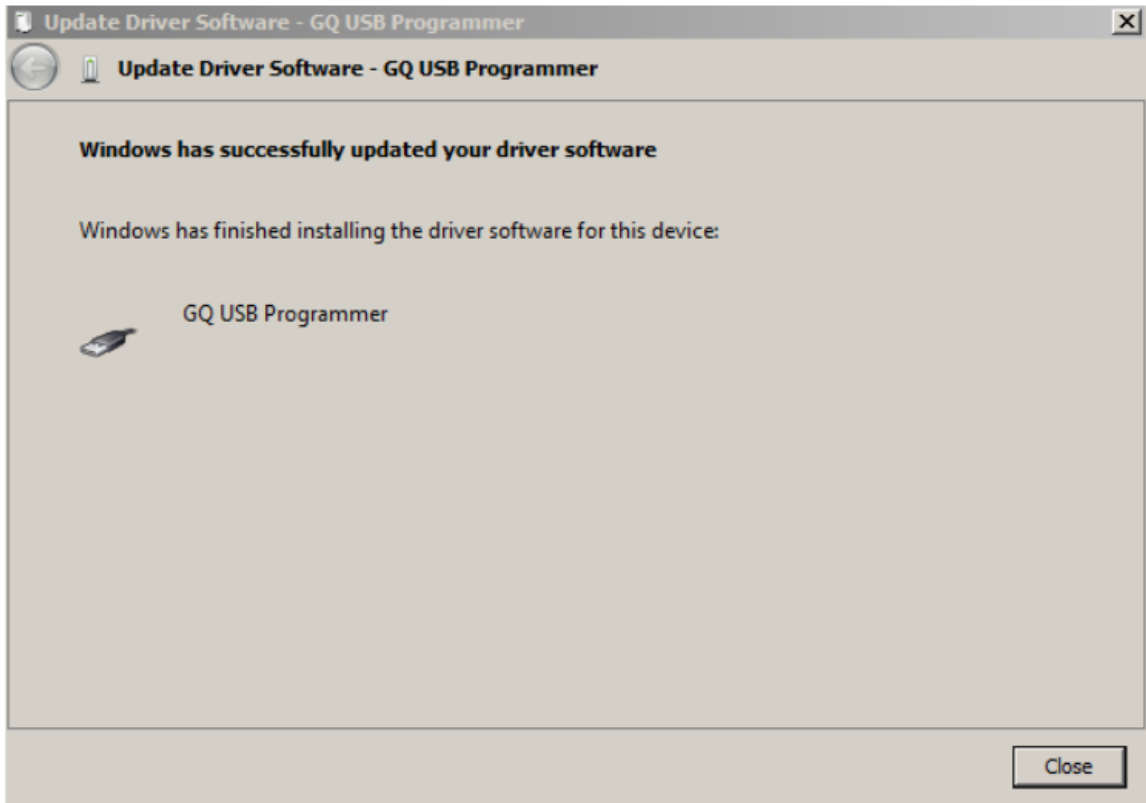 Update Driver Software - GQ USB Programmer
Update Driver Software - GQ USB Programmer
Windows has successfully updated your driver software
Windows has finished installing the driver software for this device:
GQ USB Programmer
Close